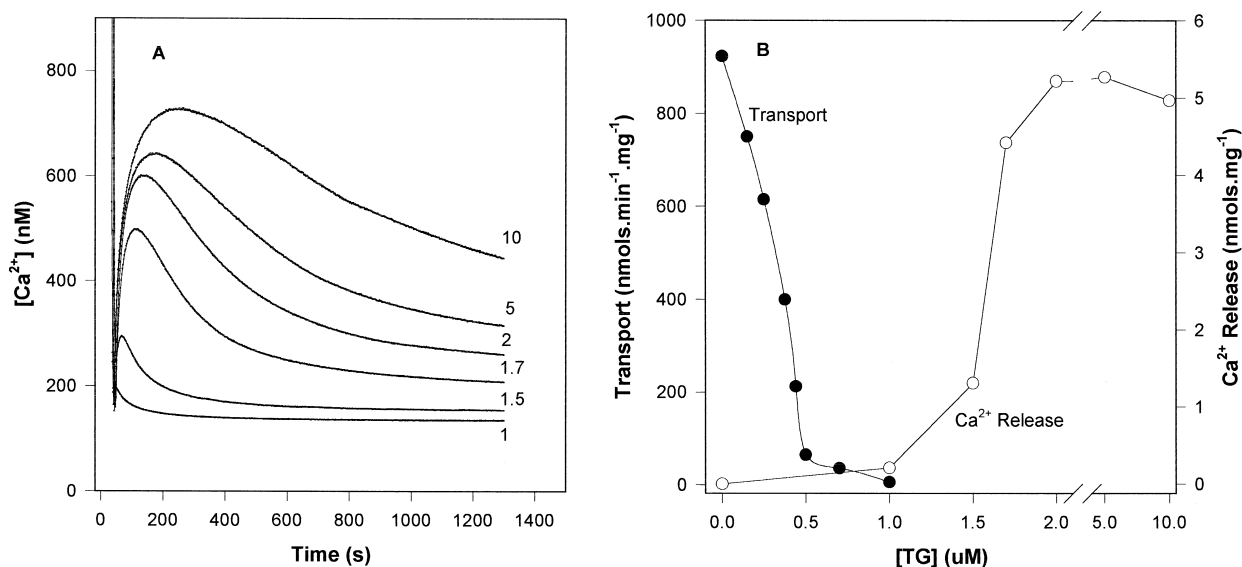 A
800
600
400
200
0
[Ca²⁺] (nM)
10
5
2
1.7
1.5
1
0 200 400 600 800 1000 1200 1400
Time (s)
B
1000
800
600
400
200
0
Transport (nmols.min⁻¹.mg⁻¹)
Transport
Ca²⁺ Release
6
5
4
3
2
1
0
Ca²⁺ Release (nmols.mg⁻¹)
0.0 0.5 1.0 1.5 2.0 5.0 10.0
[TG] (uM)